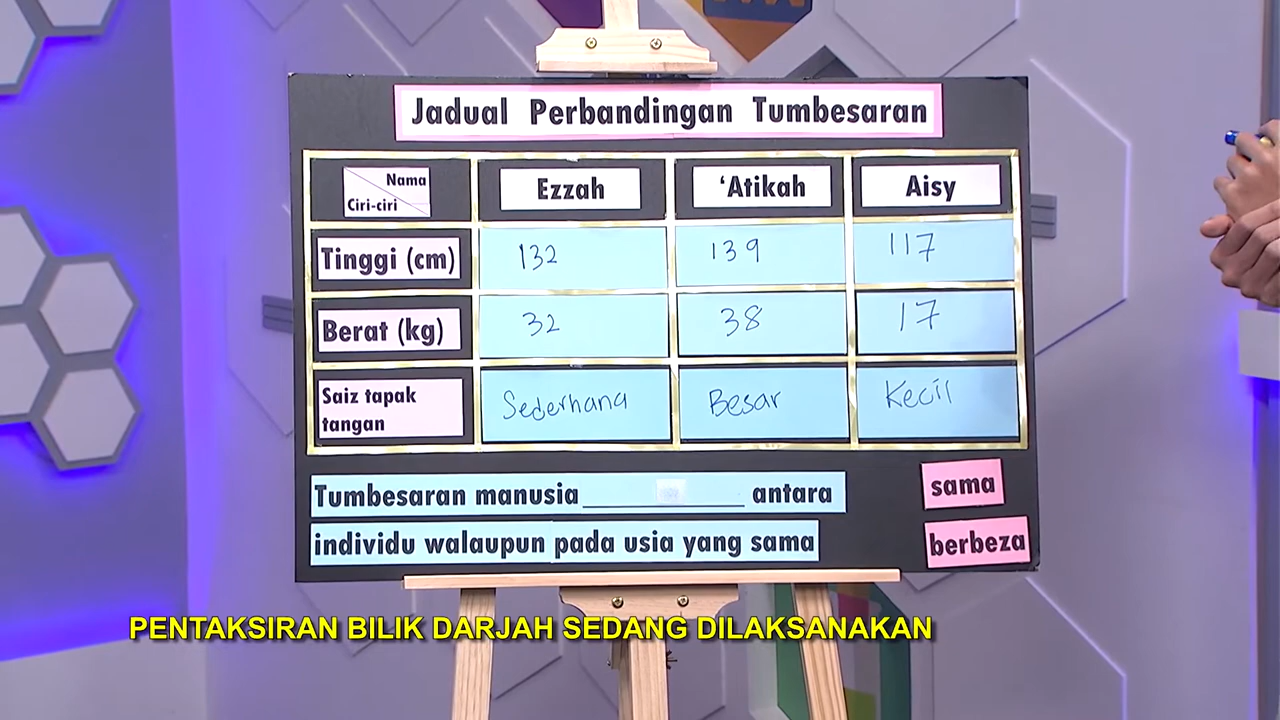 Jadual Perbandingan Tumbesaran
Nama
Ciri-ciri
Ezzah
‘Atikah
Aisy
Tinggi (cm)
132
139
117
Berat (kg)
32
38
17
Saiz tapak
tangan
Sederhana
Besar
Kecil
Tumbesaran manusia____________ antara
individu walaupun pada usia yang sama
sama
berbeza
PENTAKSIRAN BILIK DARJAH SEDANG DILAKSANAKAN